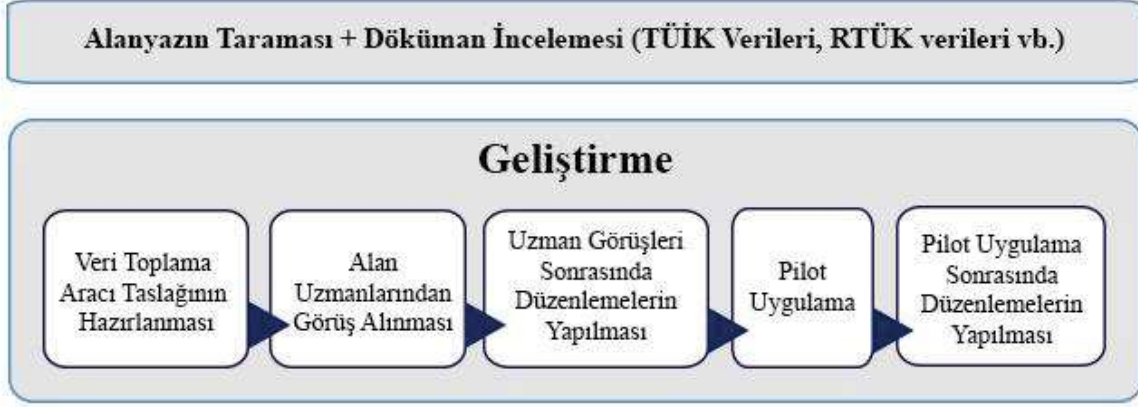 Alanyazın Taraması + Döküman İncelemesi (TÜİK Verileri, RTÜK verileri vb.)
Geliştirme
Veri Toplama
Aracı Taslağının
Hazırlanması
Alan
Uzmanlarından
Görüş Alınması
Uzman Görüşleri
Sonrasında
Düzenlemelerin
Yapılması
Pilot
Uygulama
Pilot Uygulama
Sonrasında
Düzenlemelerin
Yapılması